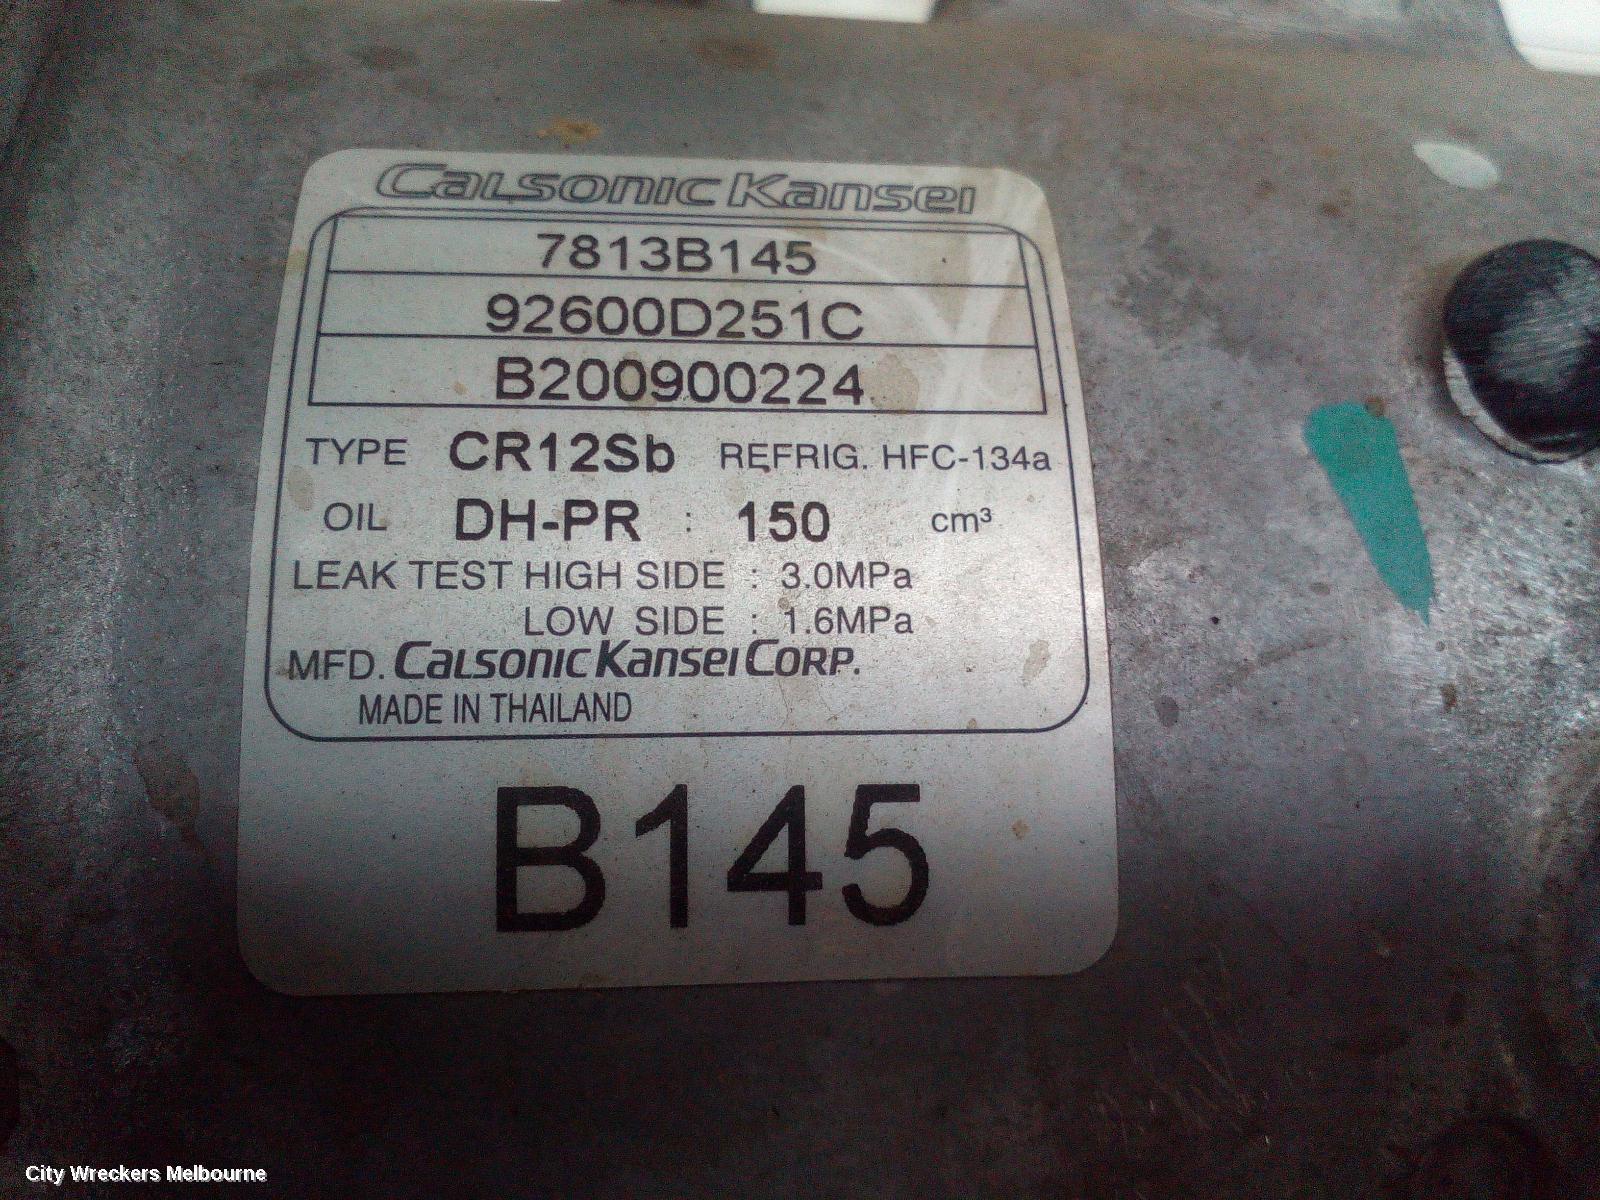 Calsonic Kansei
7813B145
92600D251C
B200900224
TYPE CR12Sb REFRIG. HFC-134a
OIL DH-PR : 150 cm³
LEAK TEST HIGH SIDE : 3.0MPa
LOW SIDE : 1.6MPa
MFD. Calsonic Kansei Corp.
MADE IN THAILAND
B145
City Wreckers Melbourne